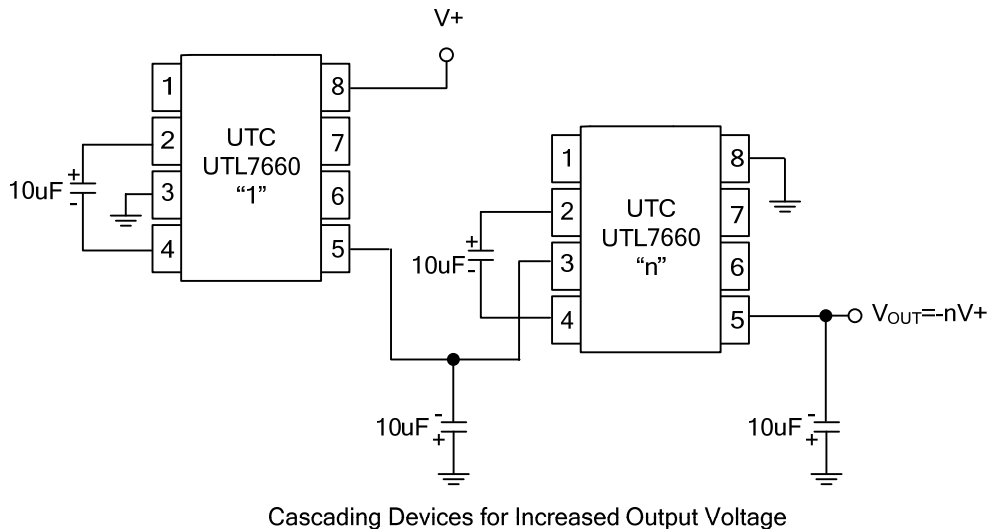 V+
1
2
3
4
8
7
6
5
UTC
UTL7660
“1”
10uF
+
-
1
2
3
4
8
7
6
5
UTC
UTL7660
“n”
10uF
+
-
VOUT=-nV+
10uF
-
+
10uF
-
+
Cascading Devices for Increased Output Voltage